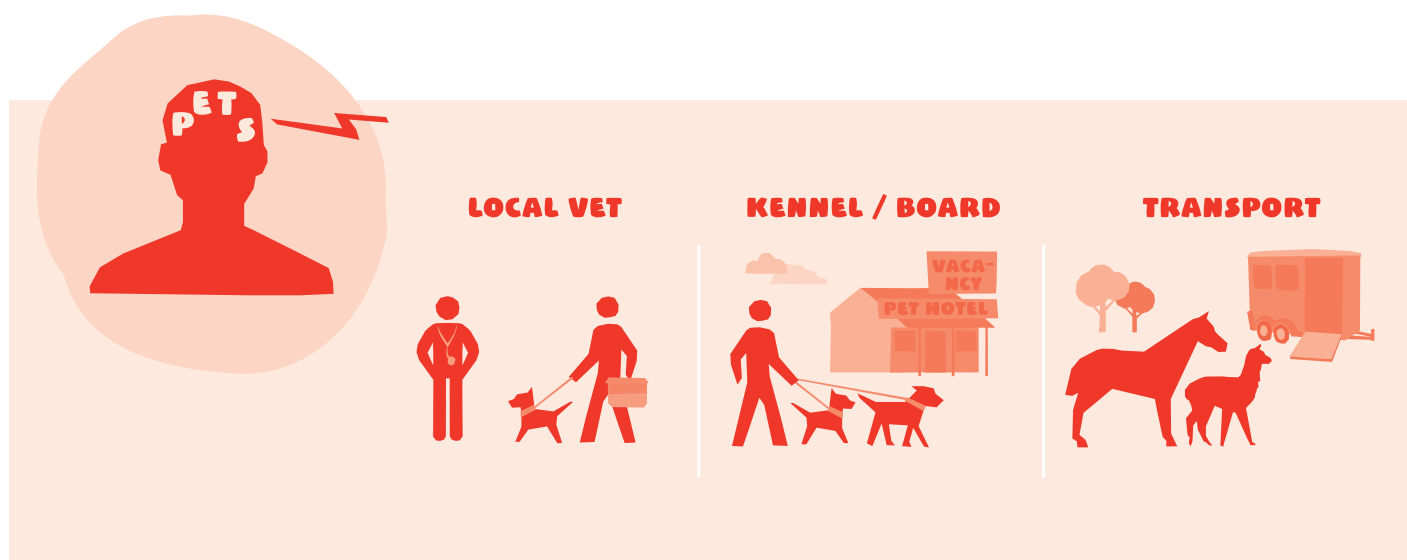 PETS
LOCAL VET
KENNEL / BOARD
TRANSPORT
VACA-
NCY
PET HOTEL